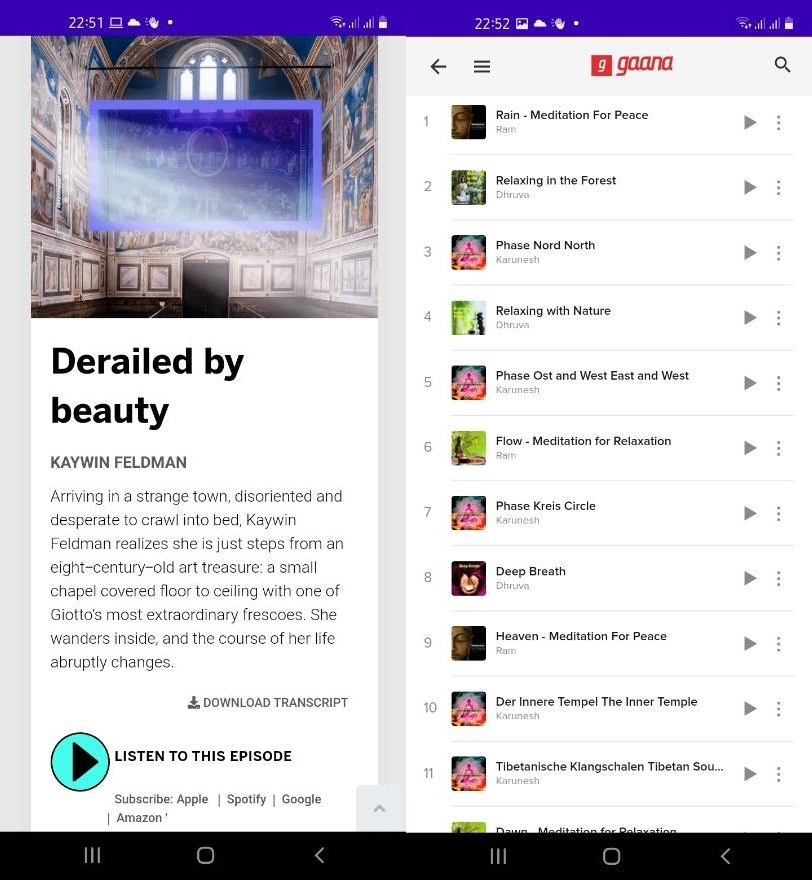 22:51
Derailed by
beauty
KAYWIN FELDMAN
Arriving in a strange town, disoriented and
desperate to crawl into bed, Kaywin
Feldman realizes she is just steps from an
eight-century-old art treasure: a small
chapel covered floor to ceiling with one of
Giotto's most extraordinary frescoes. She
wanders inside, and the course of her life
abruptly changes.
DOWNLOAD TRANSCRIPT
LISTEN TO THIS EPISODE
Subscribe: Apple | Spotify | Google
| Amazon '
22:52
g gaana
1 Rain - Meditation For Peace
Ram
2 Relaxing in the Forest
Dhruva
3 Phase Nord North
Karunesh
4 Relaxing with Nature
Dhruva
5 Phase Ost and West East and West
Karunesh
6 Flow - Meditation for Relaxation
Ram
7 Phase Kreis Circle
Karunesh
8 Deep Breath
Dhruva
9 Heaven - Meditation For Peace
Ram
10 Der Innere Tempel The Inner Temple
Karunesh
11 Tibetanische Klangschalen Tibetan Sou...
Karunesh
Dawn - Meditation for Relaxation